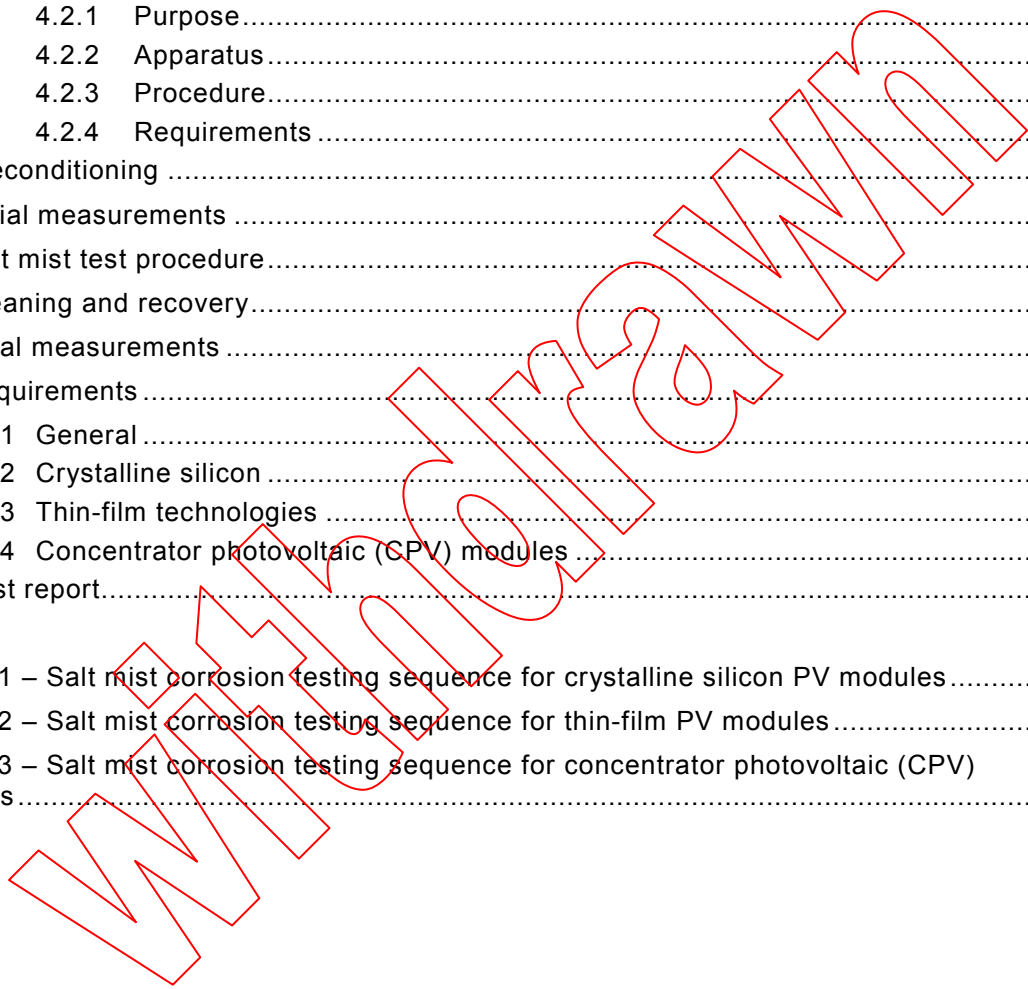 4.2.1 Purpose
4.2.2 Apparatus
4.2.3 Procedure
4.2.4 Requirements
econditioning
ial measurements
t mist test procedure
eaning and recovery
al measurements
quirements
1 General
2 Crystalline silicon
3 Thin-film technologies
4 Concentrator photovoltaic (CPV) modules
st report
1 – Salt mist corrosion testing sequence for crystalline silicon PV modules
2 – Salt mist corrosion testing sequence for thin-film PV modules
3 – Salt mist corrosion testing sequence for concentrator photovoltaic (CPV)
s
withdrawn